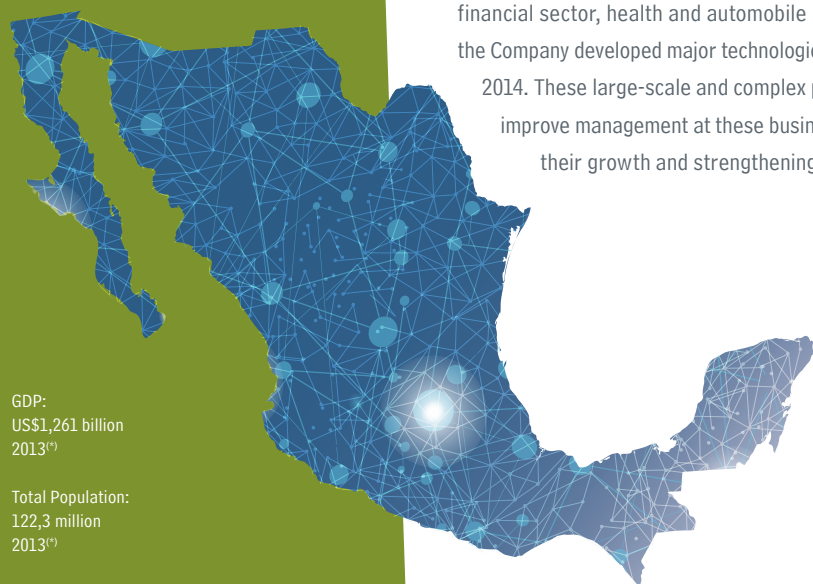 financial sector, health and automobile
the Company developed major technologi
2014. These large-scale and complex
improve management at these busin
their growth and strengthening
GDP:
US$1,261 billion
2013(*)
Total Population:
122,3 million
2013(*)